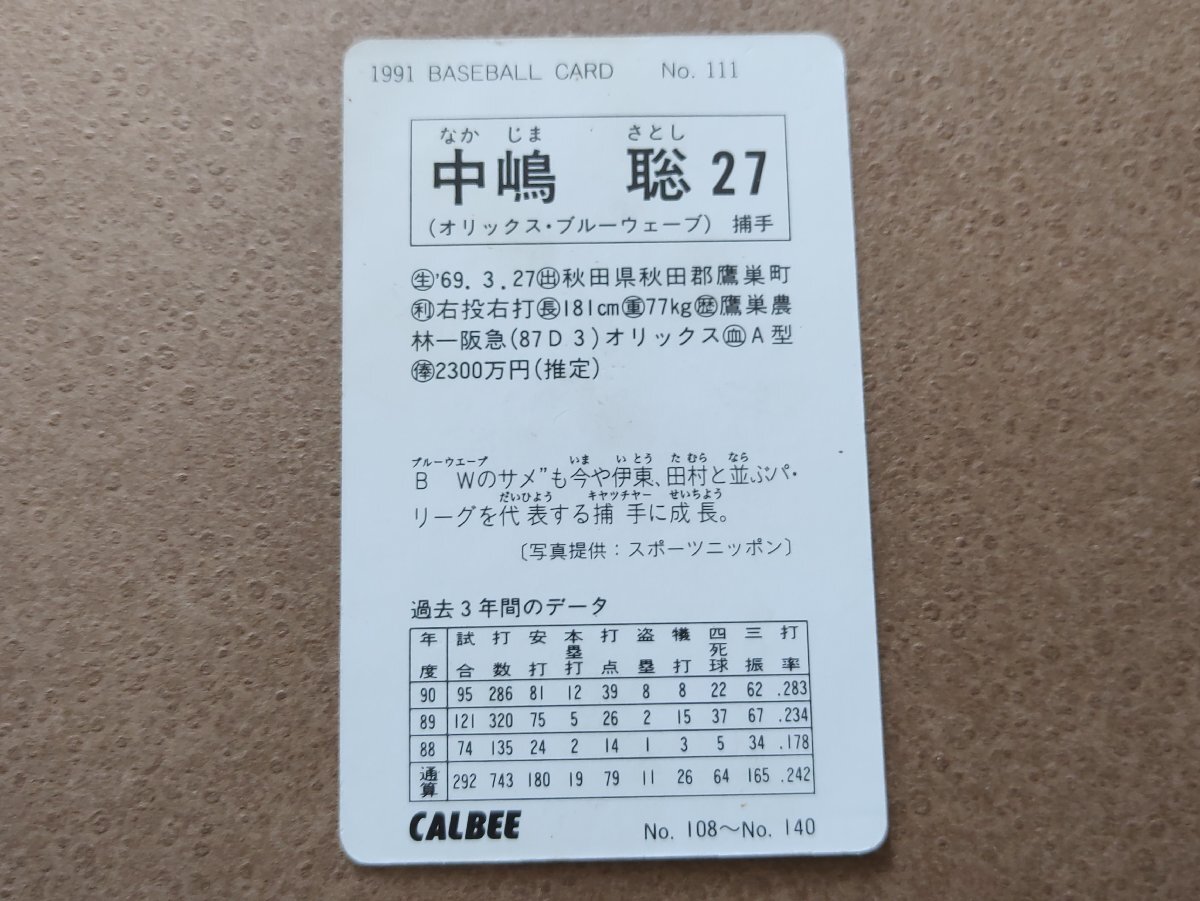 1991 BASEBALL CARD No. 111
なか じま さとし
中嶋 聡 27
(オリックス・ブルーウェーブ) 捕手
㊤'69. 3. 27㊤秋田県秋田郡鷹巣町
利右投右打長181cm重77kg歴鷹巣農
林―阪急(87D3)オリックス血A型
俸2300万円(推定)
ブルーウエーブ いま いとう たむら なら
B Wのサメ"も今や伊東、田村と並ぶパ・
だいひよう キヤツチヤー せいちよう
リーグを代表する捕手に成長。
〔写真提供：スポーツニッポン〕
過去3年間のデータ
年度 試合 打数 安打 本塁打 打点 盗塁 犠打 四死球 三振 打率
90 95 286 81 12 39 8 8 22 62 .283
89 121 320 75 5 26 2 15 37 67 .234
88 74 135 24 2 14 1 3 5 34 .178
通算 292 743 180 19 79 11 26 64 165 .242
CALBEE No. 108〜No. 140